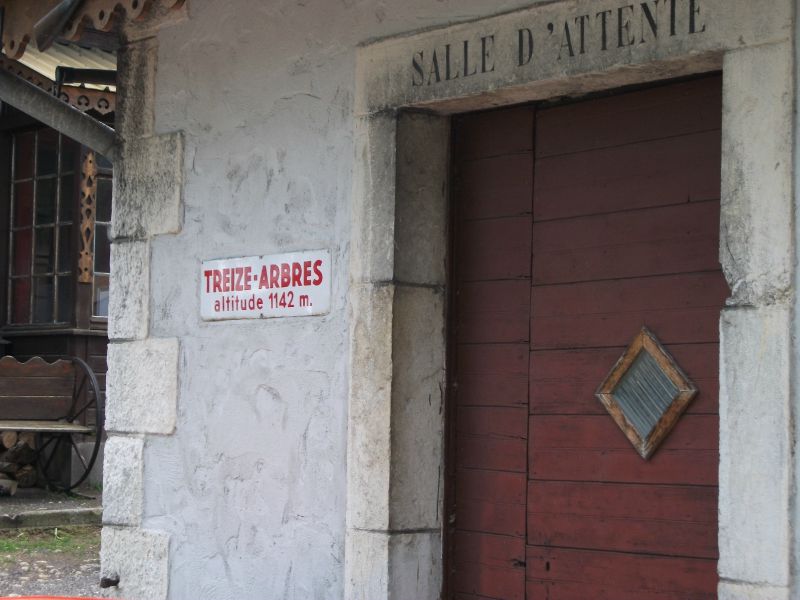 SALLE D'ATTENTE
TREIZE-ARBRES
altitude 1142 m.